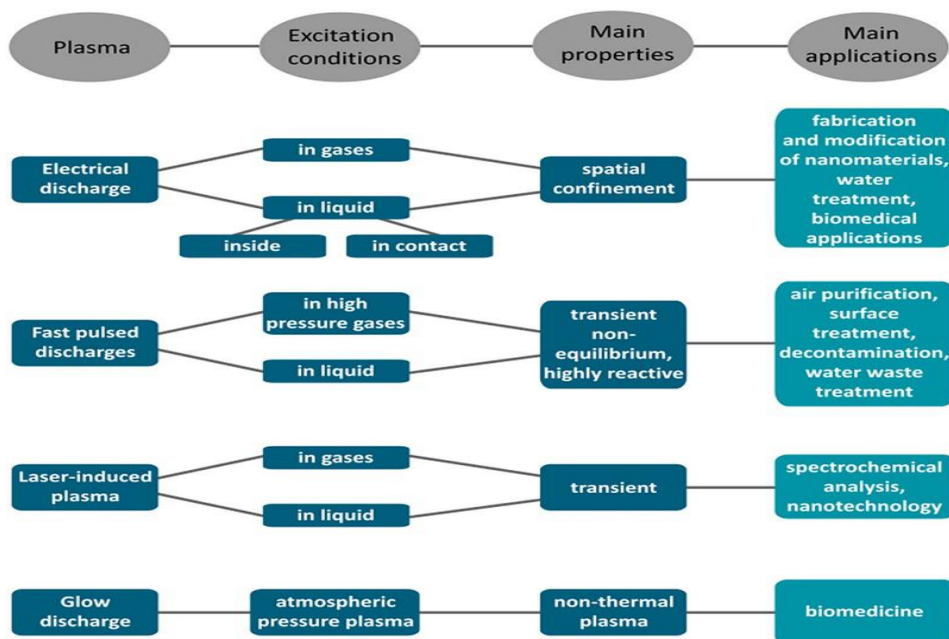 Plasma
Excitation
conditions
Main
properties
Main
applications
Electrical
discharge
in gases
in liquid
inside
in contact
spatial
confinement
fabrication
and modification
of nanomaterials,
water
treatment,
biomedical
applications
Fast pulsed
discharges
in high
pressure gases
in liquid
transient
non-
equilibrium,
highly reactive
air purification,
surface
treatment,
decontamination,
water waste
treatment
Laser-induced
plasma
in gases
in liquid
transient
spectrochemical
analysis,
nanotechnology
Glow
discharge
atmospheric
pressure plasma
non-thermal
plasma
biomedicine